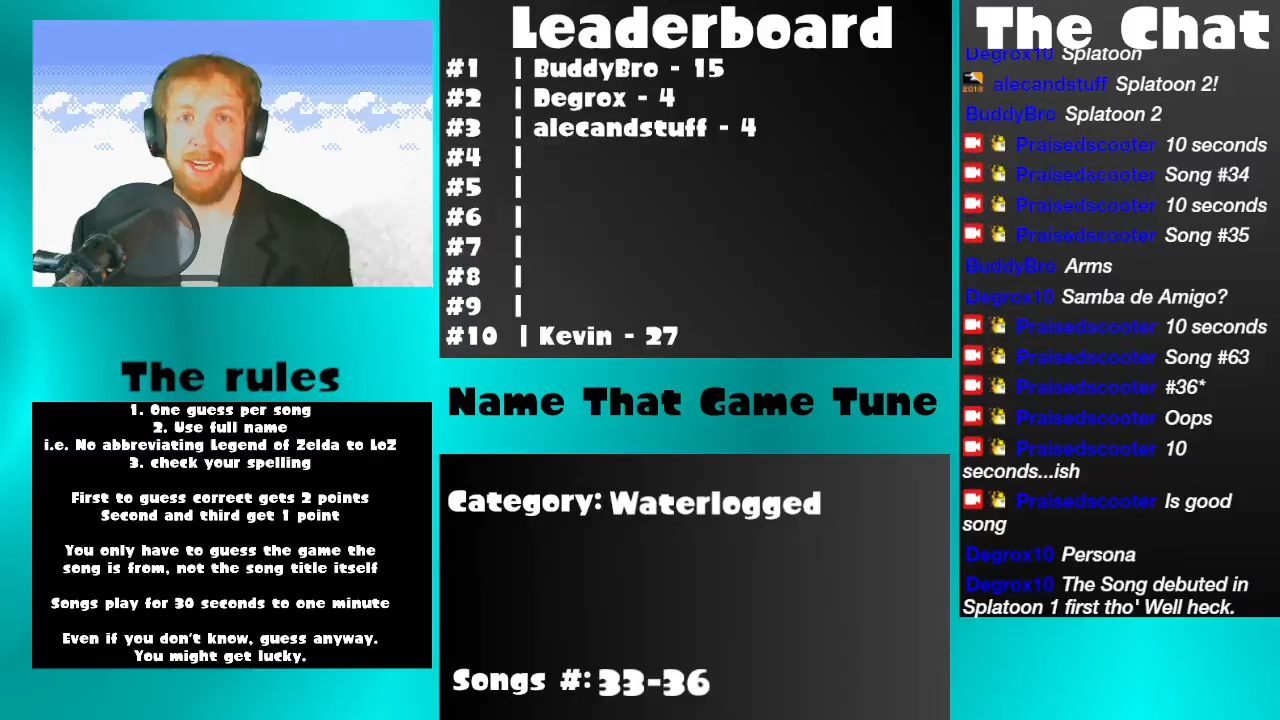 Leaderboard
#1 | BuddyBro - 15
#2 | Degrox - 4
#3 | alecandstuff - 4
#4 |
#5 |
#6 |
#7 |
#8 |
#9 |
#10 | Kevin - 27
The rules
1. One guess per song
2. Use full name
i.e. No abbreviating Legend of Zelda to LoZ
3. check your spelling
First to guess correct gets 2 points
Second and third get 1 point
You only have to guess the game the
song is from, not the song title itself
Songs play for 30 seconds to one minute
Even if you don't know, guess anyway.
You might get lucky.
Name That Game Tune
Category: Waterlogged
Songs #: 33-36
The Chat
Degrox10 Splatoon
2019 alecandstuff Splatoon 2!
BuddyBro Splatoon 2
Praisedscooter 10 seconds
Praisedscooter Song #34
Praisedscooter 10 seconds
Praisedscooter Song #35
BuddyBro Arms
Degrox10 Samba de Amigo?
Praisedscooter 10 seconds
Praisedscooter Song #63
Praisedscooter #36*
Praisedscooter Oops
Praisedscooter 10
seconds...ish
Praisedscooter Is good
song
Degrox10 Persona
Degrox10 The Song debuted in
Splatoon 1 first tho' Well heck.